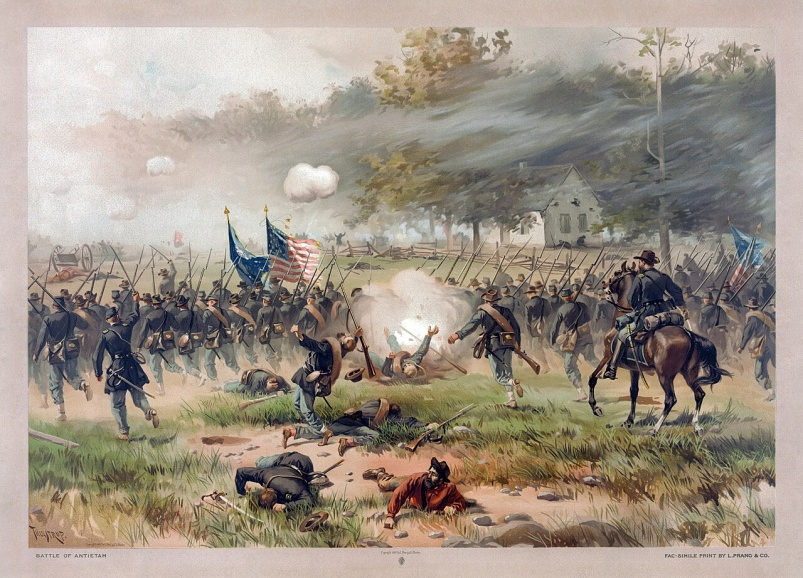 BATTLE OF ANTIETAM
FAC-SIMILE PRINT BY L.PRANG & CO.